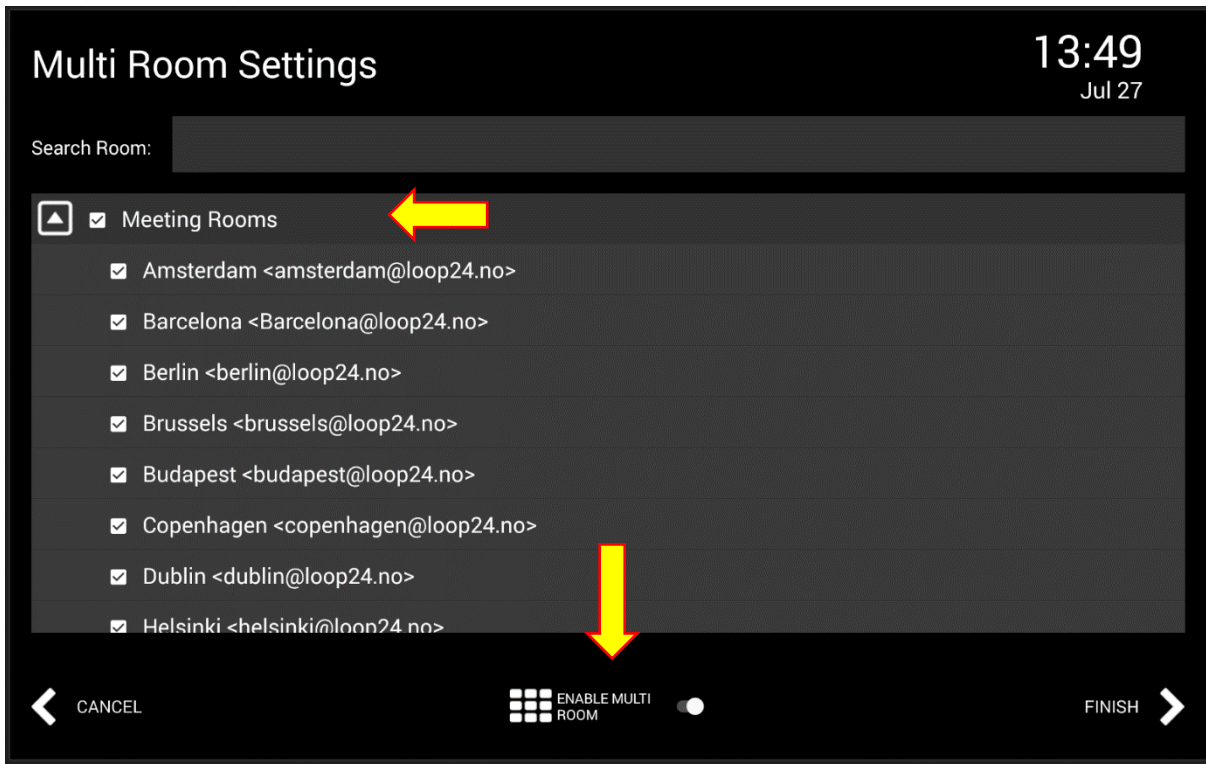 Multi Room Settings
13:49
Jul 27
Search Room:
Meeting Rooms
Amsterdam <amsterdam@loop24.no>
Barcelona <Barcelona@loop24.no>
Berlin <berlin@loop24.no>
Brussels <brussels@loop24.no>
Budapest <budapest@loop24.no>
Copenhagen <copenhagen@loop24.no>
Dublin <dublin@loop24.no>
Helsinki <helsinki@loop24.no>
CANCEL
ENABLE MULTI
ROOM
FINISH